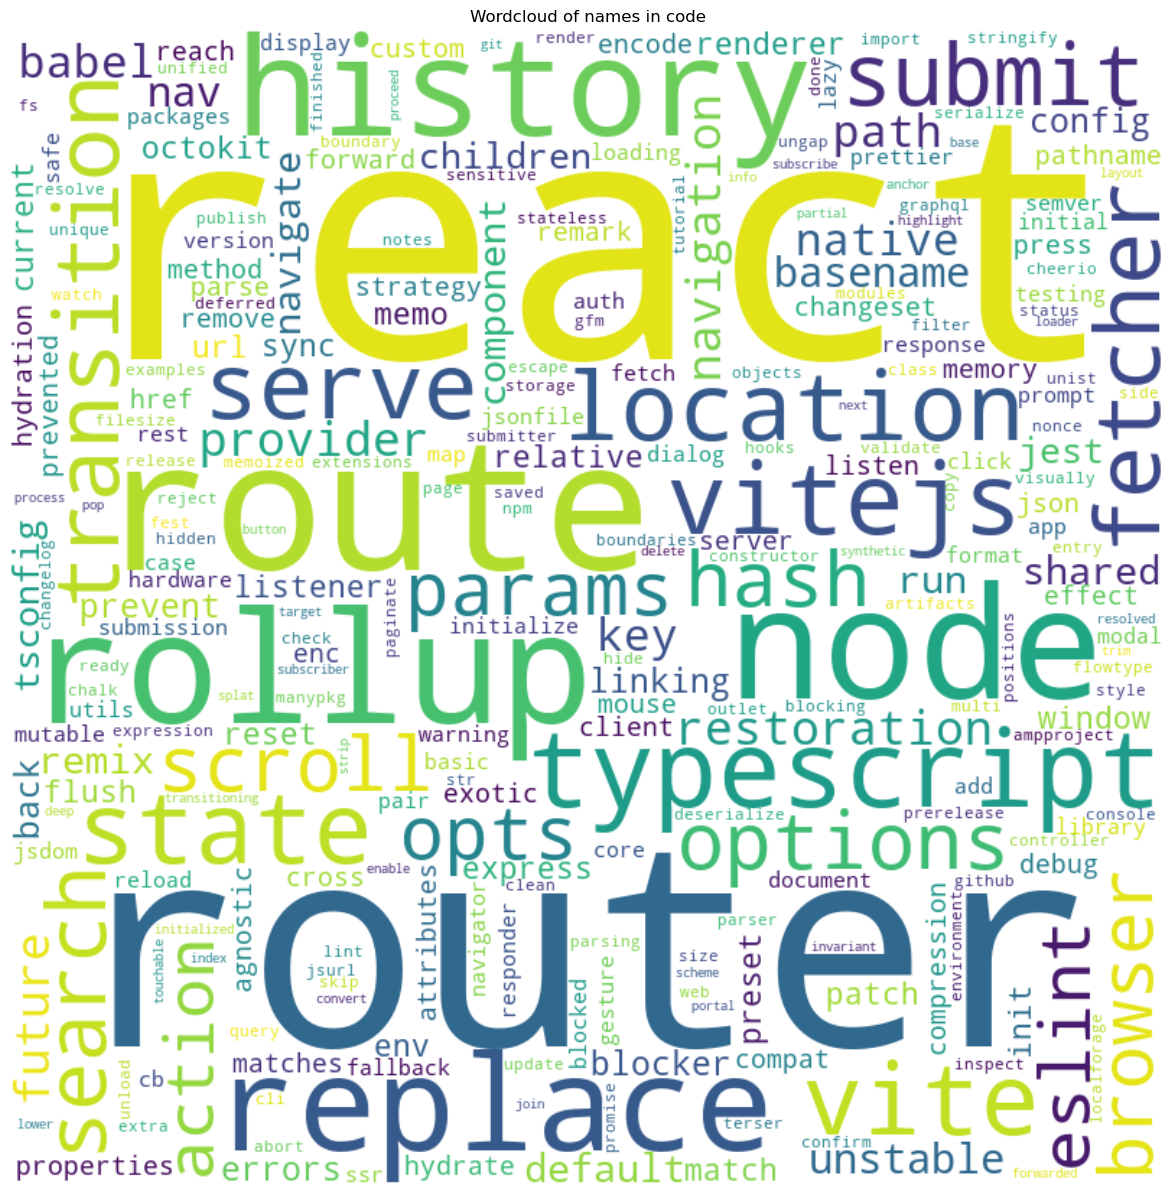 Wordcloud of names in code
babel
reach
unified
display
git
render
encode
renderer
import
stringify
custom
history
submit
finished
proceed
done
lazy
fs
nav
packages
octokit
boundary
forward
children
loading
sensitive
navigation
ungap
subscribe
path
prettier
serialize
base
config
pathname
layout
safe
resolve
unique
current
transition
react
publish
version
method
parse
deferred
remove
url
navigate
sync
notes
strategy
memo
component
stateless
remark
auth
gfm
tutorial
info
partial
anchor
graphql
highlight
semver
initial
native
basename
press
cheerio
modules
changeset
testing
status
loader
filter
response
fetcher
watch
hydration
prevented
examples
href
filesize
rest
serve
escape
storage
fetch
jsonfile
location
objects
class
memory
next
unist
side
prompt
nonce
provider
submitter
map
relative
dialog
hooks
validate
listen
click
copy
jest
visually
release
memoized
extensions
page
process
pop
reject
route
saved
npm
vitejs
json
app
fest
hidden
button
boundaries
delete
server
constructor
synthetic
format
entry
case
tsconfig
changelog
hardware
listener
paginate
params
hash
run
shared
effect
artifacts
prevent
submission
target
check
enc
subscriber
initialize
key
hide
node
resolved
modal
trim
flowtype
positions
ready
chalk
utils
rollup
splat
manypkg
linking
mouse
outlet
blocking
multi
style
window
mutable
expression
reset
warning
client
restoration
ampproject
back
remix
scroll
strip
basic
str
exotic
typescript
flush
transitioning
deep
pair
add
deserialize
prerelease
console
library
jsdom
state
opts
core
options
controller
enable
express
reload
cross
clean
document
github
debug
search
agnostic
attributes
router
navigator
responder
parser
compression
environment
initialized
touchable
index
lint
jsurl
skip
convert
parsing
size
scheme
web
portal
preset
invariant
patch
future
action
gesture
blocked
init
eslint
browser
localforage
query
env
matches
fallback
update
blocker
compat
inspect
cb
unload
lower
extra
cli
replace
join
promise
terser
vite
confirm
unstable
properties
abort
errors
ssr
hydrate
default
match
forwarded